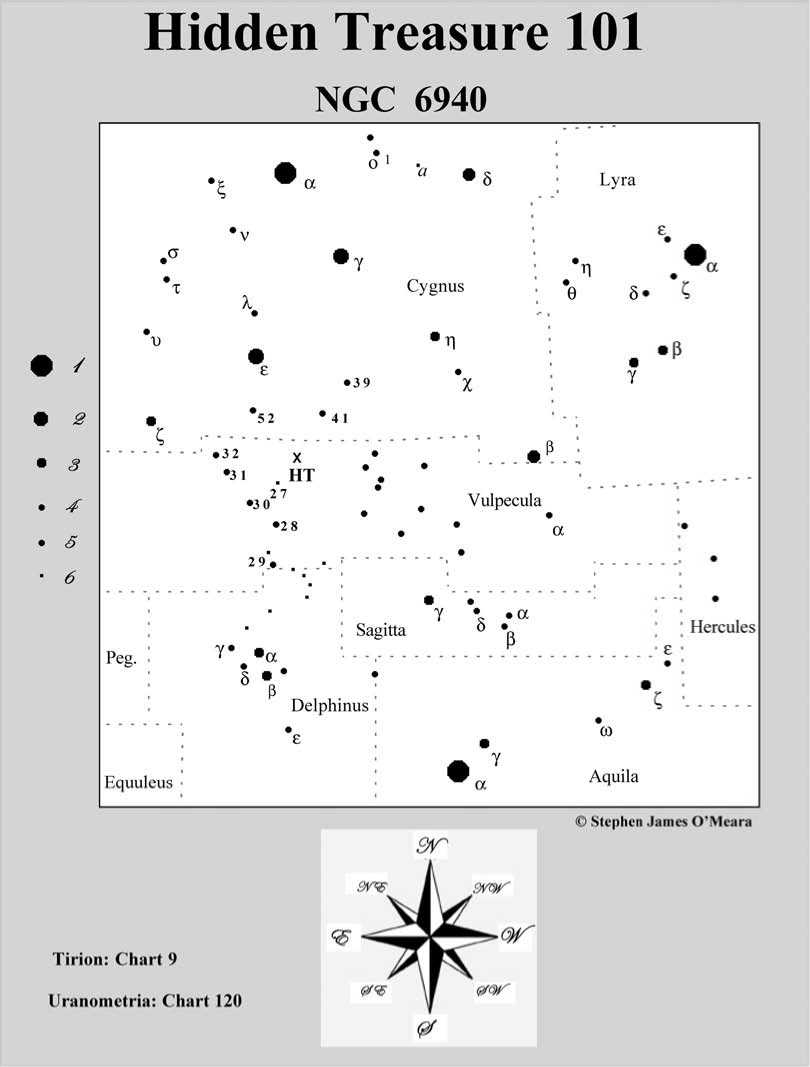 Hidden Treasure 101
NGC 6940
ο 1
a
δ
Lyra
ξ
α
ν
γ
ε
α
σ
τ
Cygnus
η
θ
δ
ζ
λ
υ
ε
η
χ
β
γ
1
2
3
4
5
6
39
52
41
ζ
β
32
31
X
HT
27
30
28
29
Vulpecula
α
γ
Sagitta
δ
α
β
Hercules
Peg.
γ
α
δ
β
ε
ζ
Delphinus
ε
ω
γ
α
Aquila
Equuleus
© Stephen James O’Meara
N
NE
NW
E
W
SE
SW
S
Tirion: Chart 9
Uranometria: Chart 120